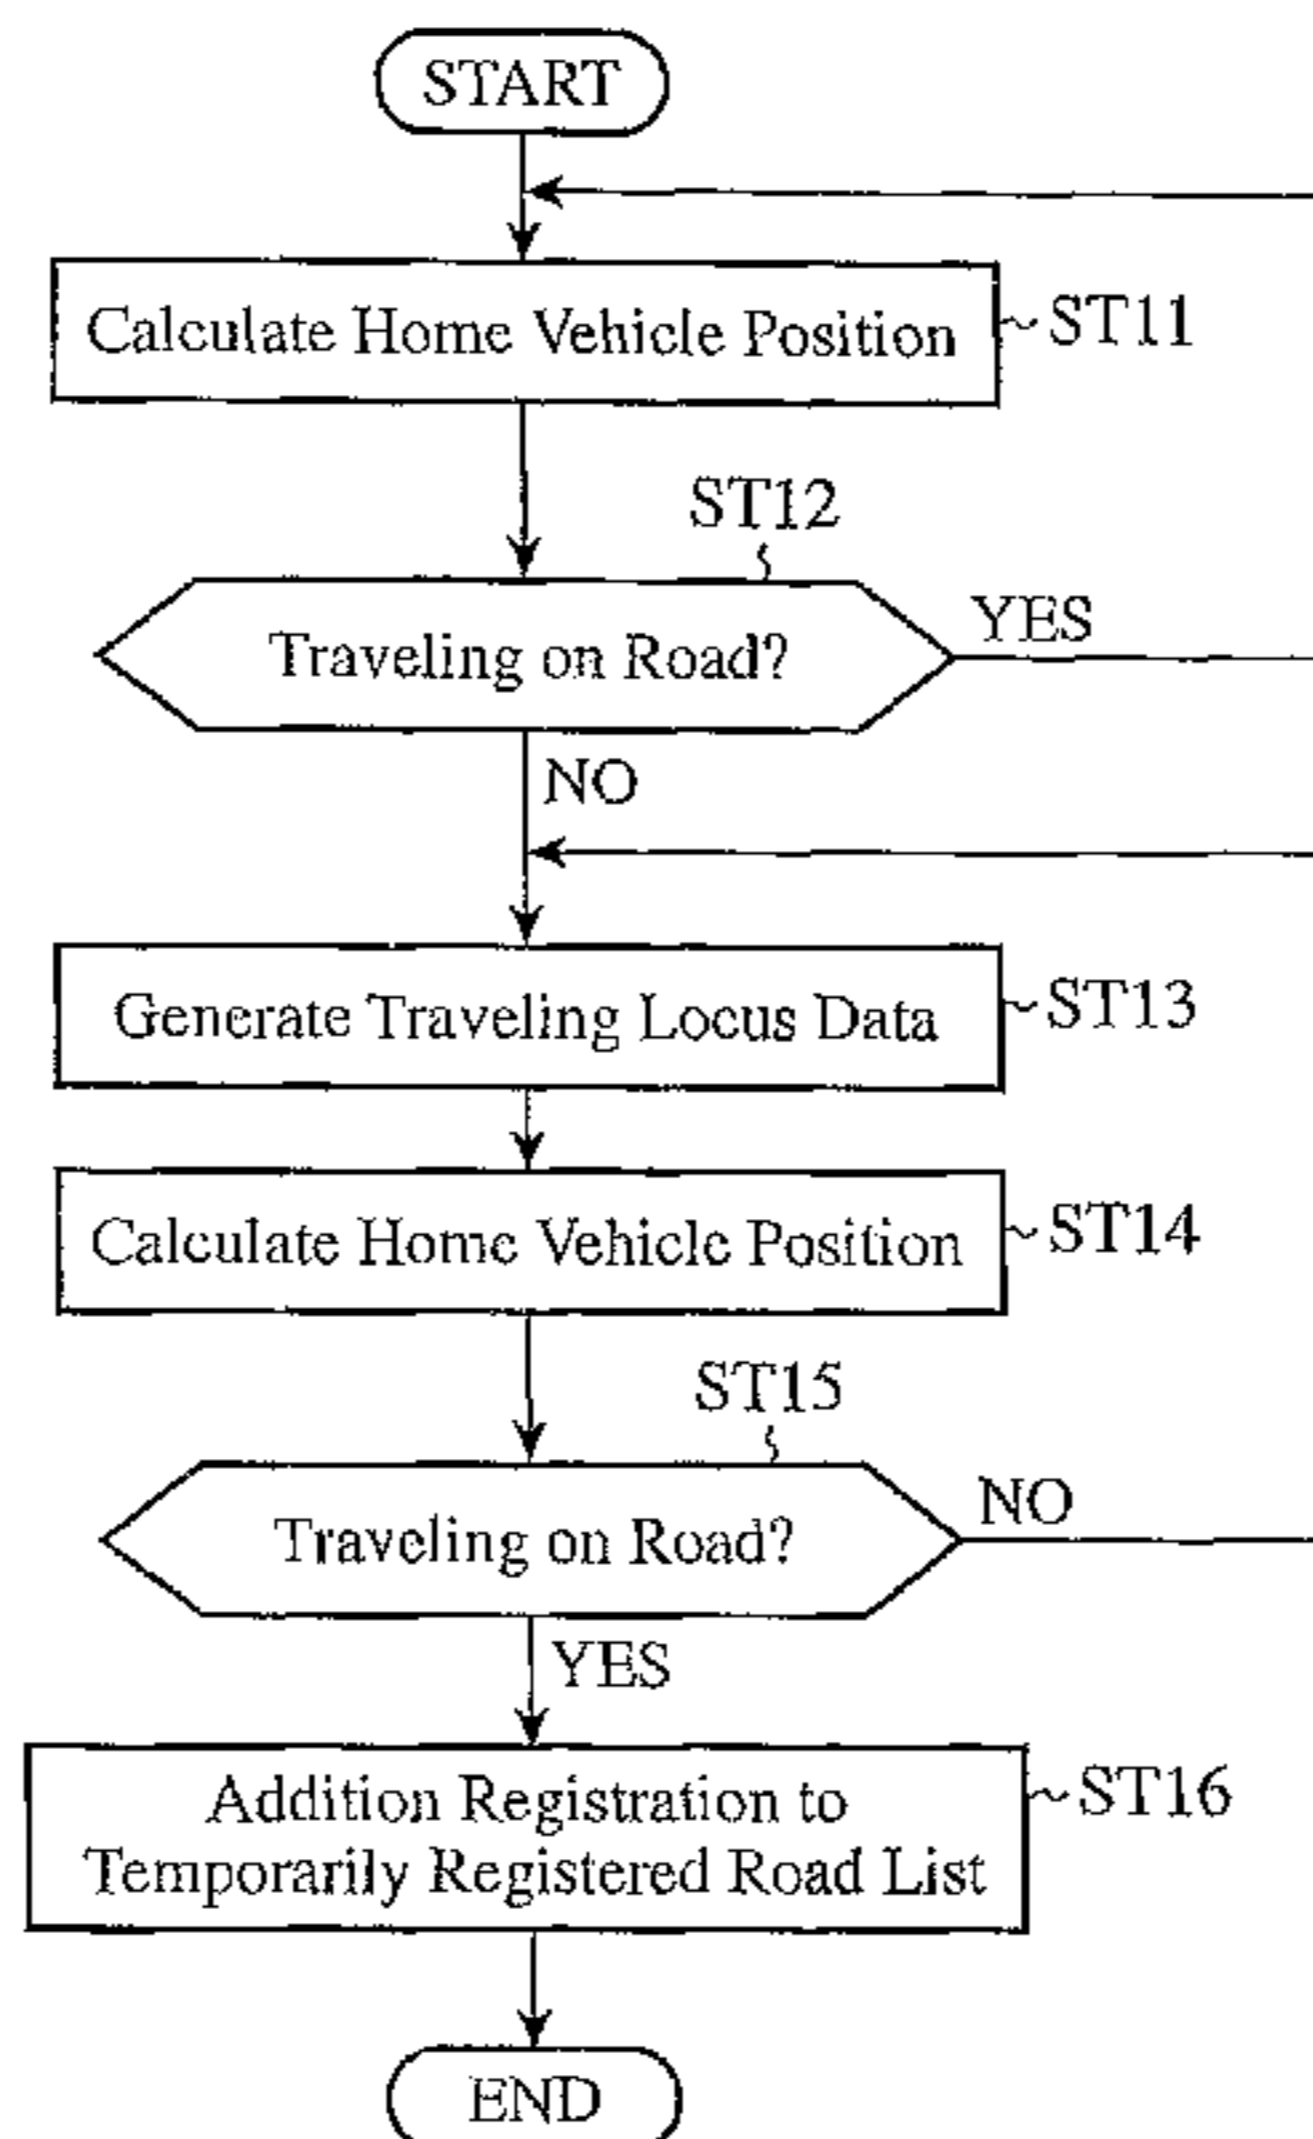 START
Calculate Home Vehicle Position
ST11
ST12
Traveling on Road?
YES
NO
Generate Traveling Locus Data
ST13
Calculate Home Vehicle Position
ST14
ST15
Traveling on Road?
NO
YES
Addition Registration to
Temporarily Registered Road List
ST16
END